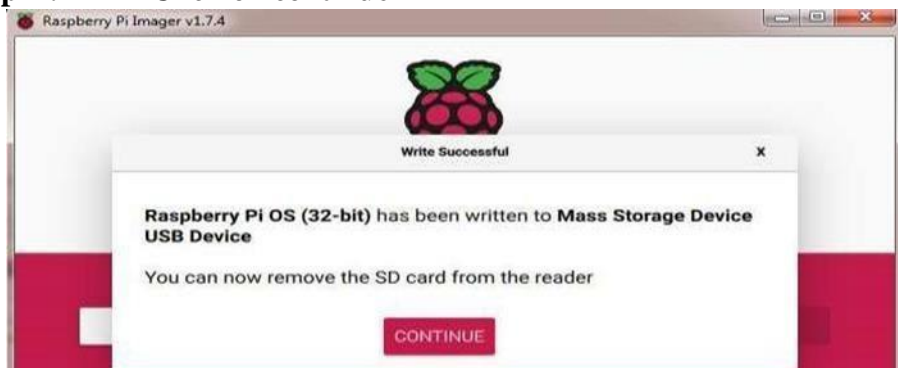 Raspberry Pi Imager v1.7.4
Write Successful
X
Raspberry Pi OS (32-bit) has been written to Mass Storage Device
USB Device
You can now remove the SD card from the reader
CONTINUE